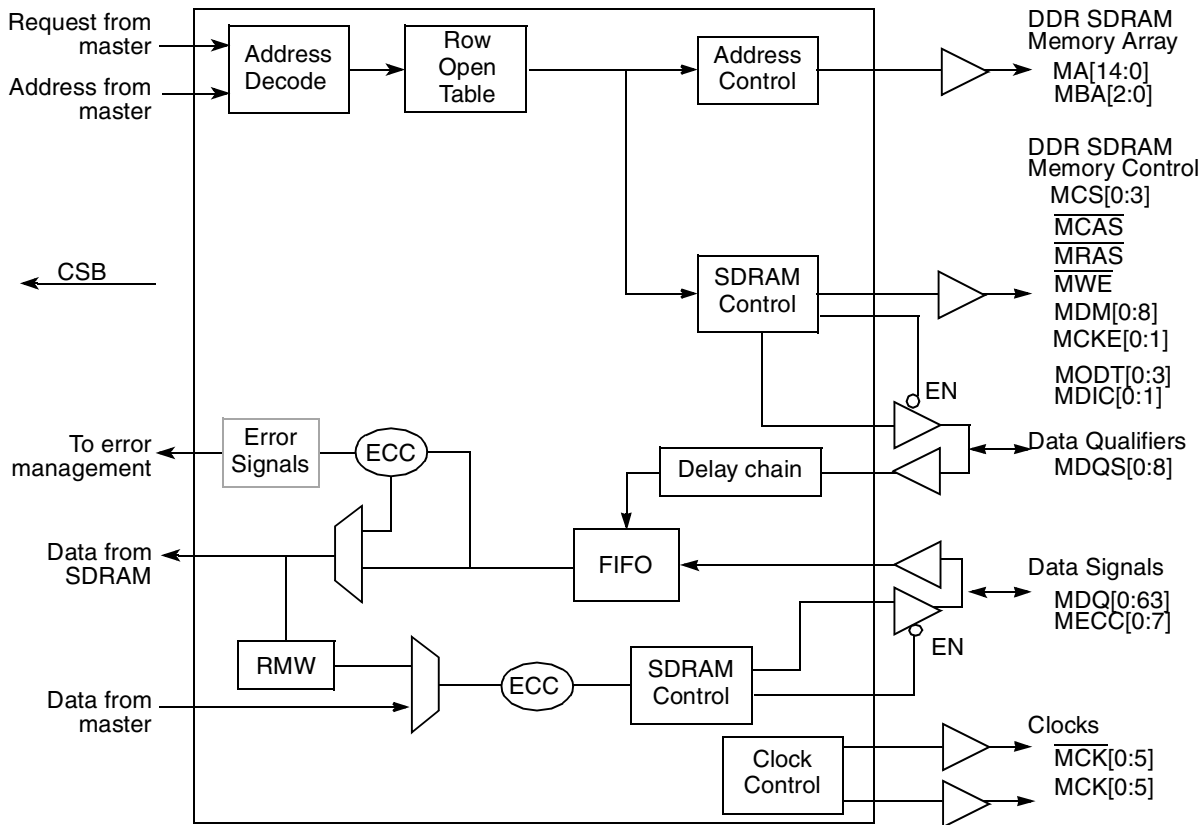 Request from
master
Address from
master
Address
Decode
Row
Open
Table
Address
Control
DDR SDRAM
Memory Array
MA[14:0]
MBA[2:0]
DDR SDRAM
Memory Control
MCS[0:3]
MCAS
MRAS
MWE
MDM[0:8]
MCKE[0:1]
MODT[0:3]
MDIC[0:1]
CSB
SDRAM
Control
EN
To error
management
Error
Signals
ECC
Delay chain
Data Qualifiers
MDQS[0:8]
Data from
SDRAM
FIFO
Data Signals
MDQ[0:63]
MECC[0:7]
EN
RMW
ECC
SDRAM
Control
Data from
master
Clock
Control
Clocks
MCK[0:5]
MCK[0:5]